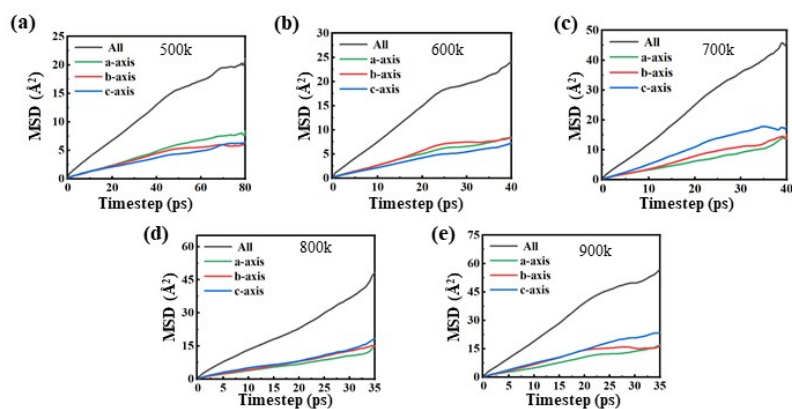 (a)
500k
All
a-axis
b-axis
c-axis
MSD (Å²)
25
20
15
10
5
0
0 20 40 60 80
Timestep (ps)
(b)
600k
All
a-axis
b-axis
c-axis
MSD (Å²)
30
25
20
15
10
5
0
0 10 20 30 40
Timestep (ps)
(c)
700k
All
a-axis
b-axis
c-axis
MSD (Å²)
50
40
30
20
10
0
0 10 20 30 40
Timestep (ps)
(d)
800k
All
a-axis
b-axis
c-axis
MSD (Å²)
60
45
30
15
0
0 5 10 15 20 25 30 35
Timestep (ps)
(e)
900k
All
a-axis
b-axis
c-axis
MSD (Å²)
75
60
45
30
15
0
0 5 10 15 20 25 30 35
Timestep (ps)